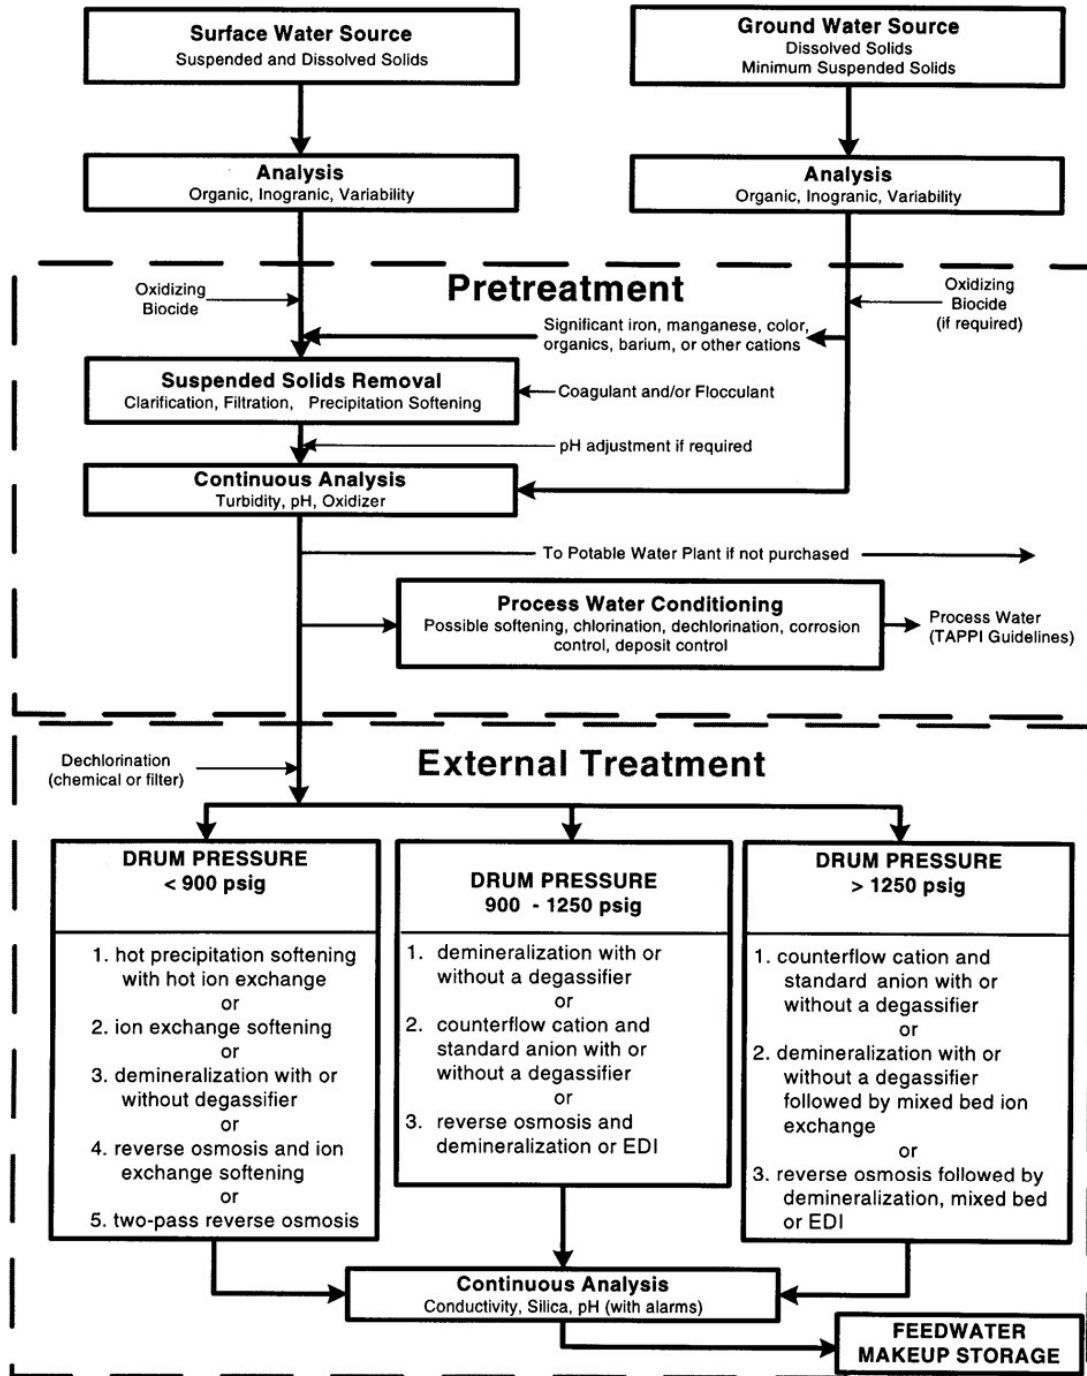 Surface Water Source
Suspended and Dissolved Solids
Ground Water Source
Dissolved Solids
Minimum Suspended Solids
Analysis
Organic, Inogranic, Variability
Analysis
Organic, Inogranic, Variability
Pretreatment
Oxidizing
Biocide
Oxidizing
Biocide
(if required)
Significant iron, manganese, color,
organics, barium, or other cations
Suspended Solids Removal
Clarification, Filtration, Precipitation Softening
Coagulant and/or Flocculant
pH adjustment if required
Continuous Analysis
Turbidity, pH, Oxidizer
To Potable Water Plant if not purchased
Process Water Conditioning
Possible softening, chlorination, dechlorination, corrosion
control, deposit control
Process Water
(TAPPI Guidelines)
External Treatment
Dechlorination
(chemical or filter)
DRUM PRESSURE
< 900 psig
1. hot precipitation softening
with hot ion exchange
or
2. ion exchange softening
or
3. demineralization with or
without degassifier
or
4. reverse osmosis and ion
exchange softening
or
5. two-pass reverse osmosis
DRUM PRESSURE
900 - 1250 psig
1. demineralization with or
without a degassifier
or
2. counterflow cation and
standard anion with or
without a degassifier
or
3. reverse osmosis and
demineralization or EDI
DRUM PRESSURE
> 1250 psig
1. counterflow cation and
standard anion with or
without a degassifier
or
2. demineralization with or
without a degassifier
followed by mixed bed ion
exchange
or
3. reverse osmosis followed by
demineralization, mixed bed
or EDI
Continuous Analysis
Conductivity, Silica, pH (with alarms)
FEEDWATER
MAKEUP STORAGE